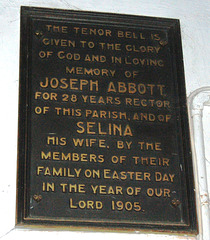 THE TENOR BELL IS
GIVEN TO THE GLORY
OF GOD AND IN LOVING
MEMORY OF
JOSEPH ABBOTT,
FOR 28 YEARS RECTOR
OF THIS PARISH, AND OF
SELINA
HIS WIFE, BY THE
MEMBERS OF THEIR
FAMILY ON EASTER DAY
IN THE YEAR OF OUR
LORD 1905.